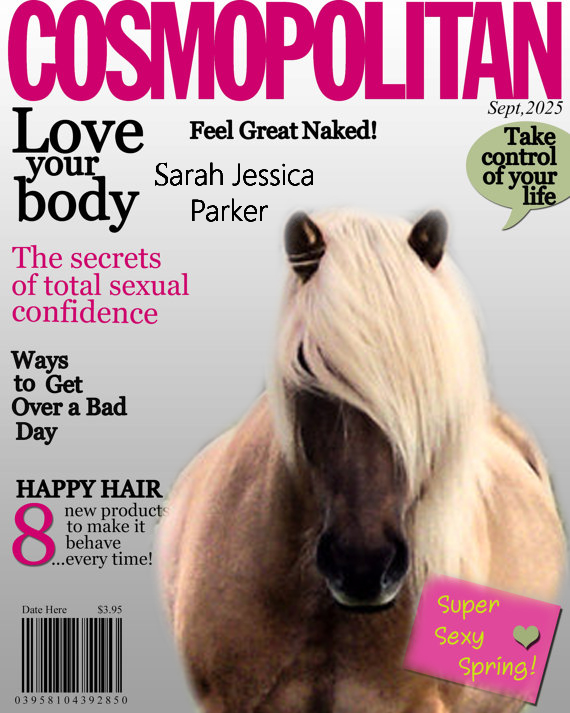 COSMOPOLITAN
Sept,2025
Love
your
body
Feel Great Naked!
Sarah Jessica
Parker
Take
control
of your
life
The secrets
of total sexual
confidence
Ways
to Get
Over a Bad
Day
HAPPY HAIR
8 new products
to make it
behave
...every time!
Date Here $3.95
03958104392850
Super
Sexy
Spring!